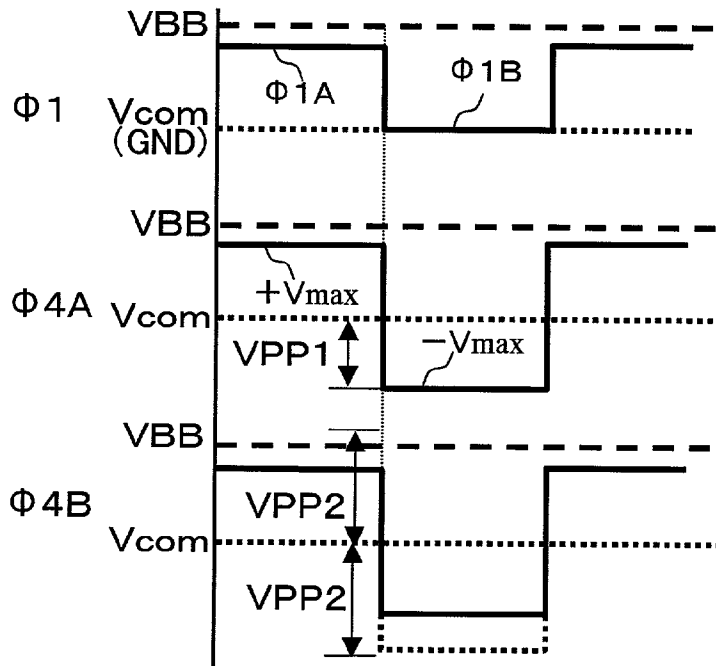 VBB
Φ1A
Φ1B
Φ1
Vcom
(GND)
VBB
+Vmax
Φ4A
Vcom
VPP1
−Vmax
VBB
Φ4B
VPP2
Vcom
VPP2